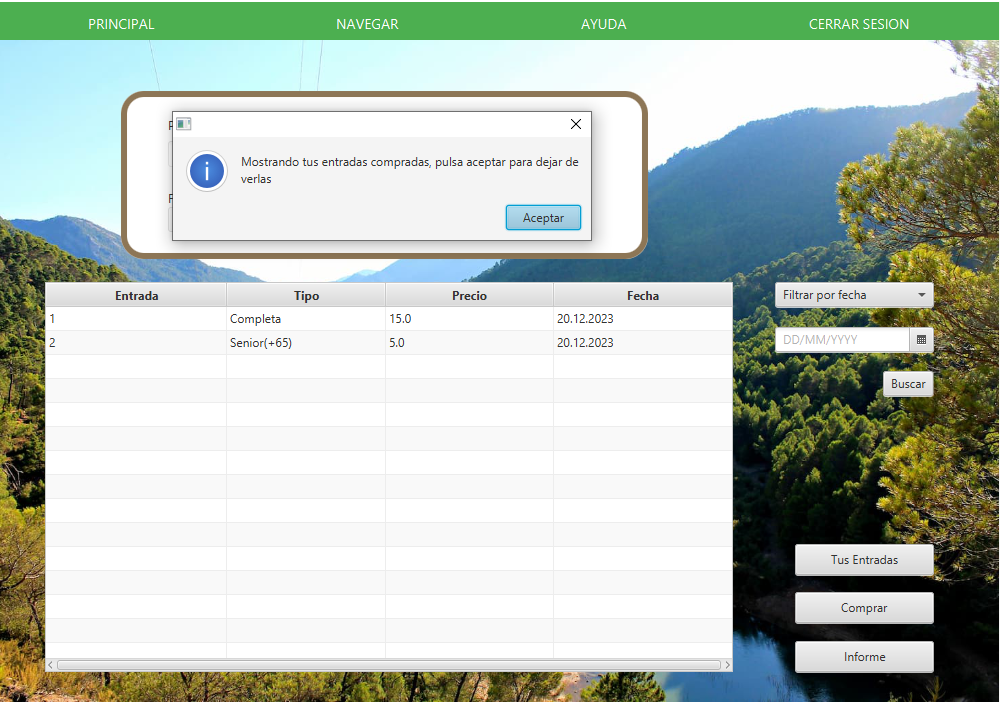 PRINCIPAL NAVEGAR AYUDA CERRAR SESION
Mostrando tus entradas compradas, pulsa aceptar para dejar de
verlas
Aceptar
Entrada Tipo Precio Fecha
1 Completa 15.0 20.12.2023
2 Senior(+65) 5.0 20.12.2023
Filtrar por fecha
DD/MM/YYYY
Buscar
Tus Entradas
Comprar
Informe